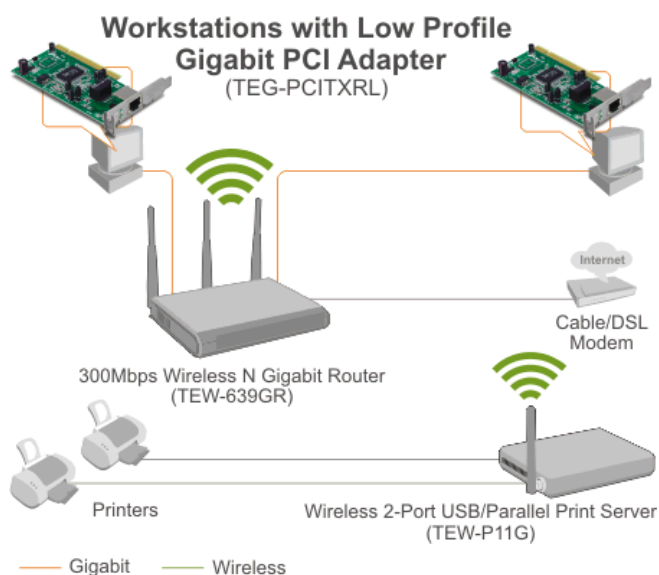 Workstations with Low Profile
Gigabit PCI Adapter
(TEG-PCITXRL)
Internet
Cable/DSL
Modem
300Mbps Wireless N Gigabit Router
(TEW-639GR)
Printers
Wireless 2-Port USB/Parallel Print Server
(TEW-P11G)
Gigabit
Wireless